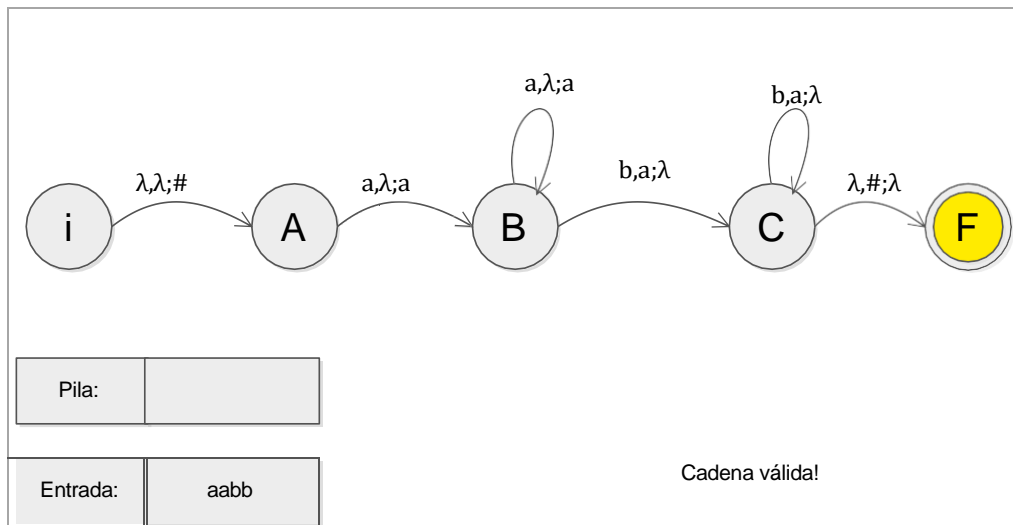 a,λ;a
b,a;λ
λ,λ;#
a,λ;a
b,a;λ
λ,#;λ
i
A
B
C
F
Pila:
Entrada:
aabb
Cadena válida!